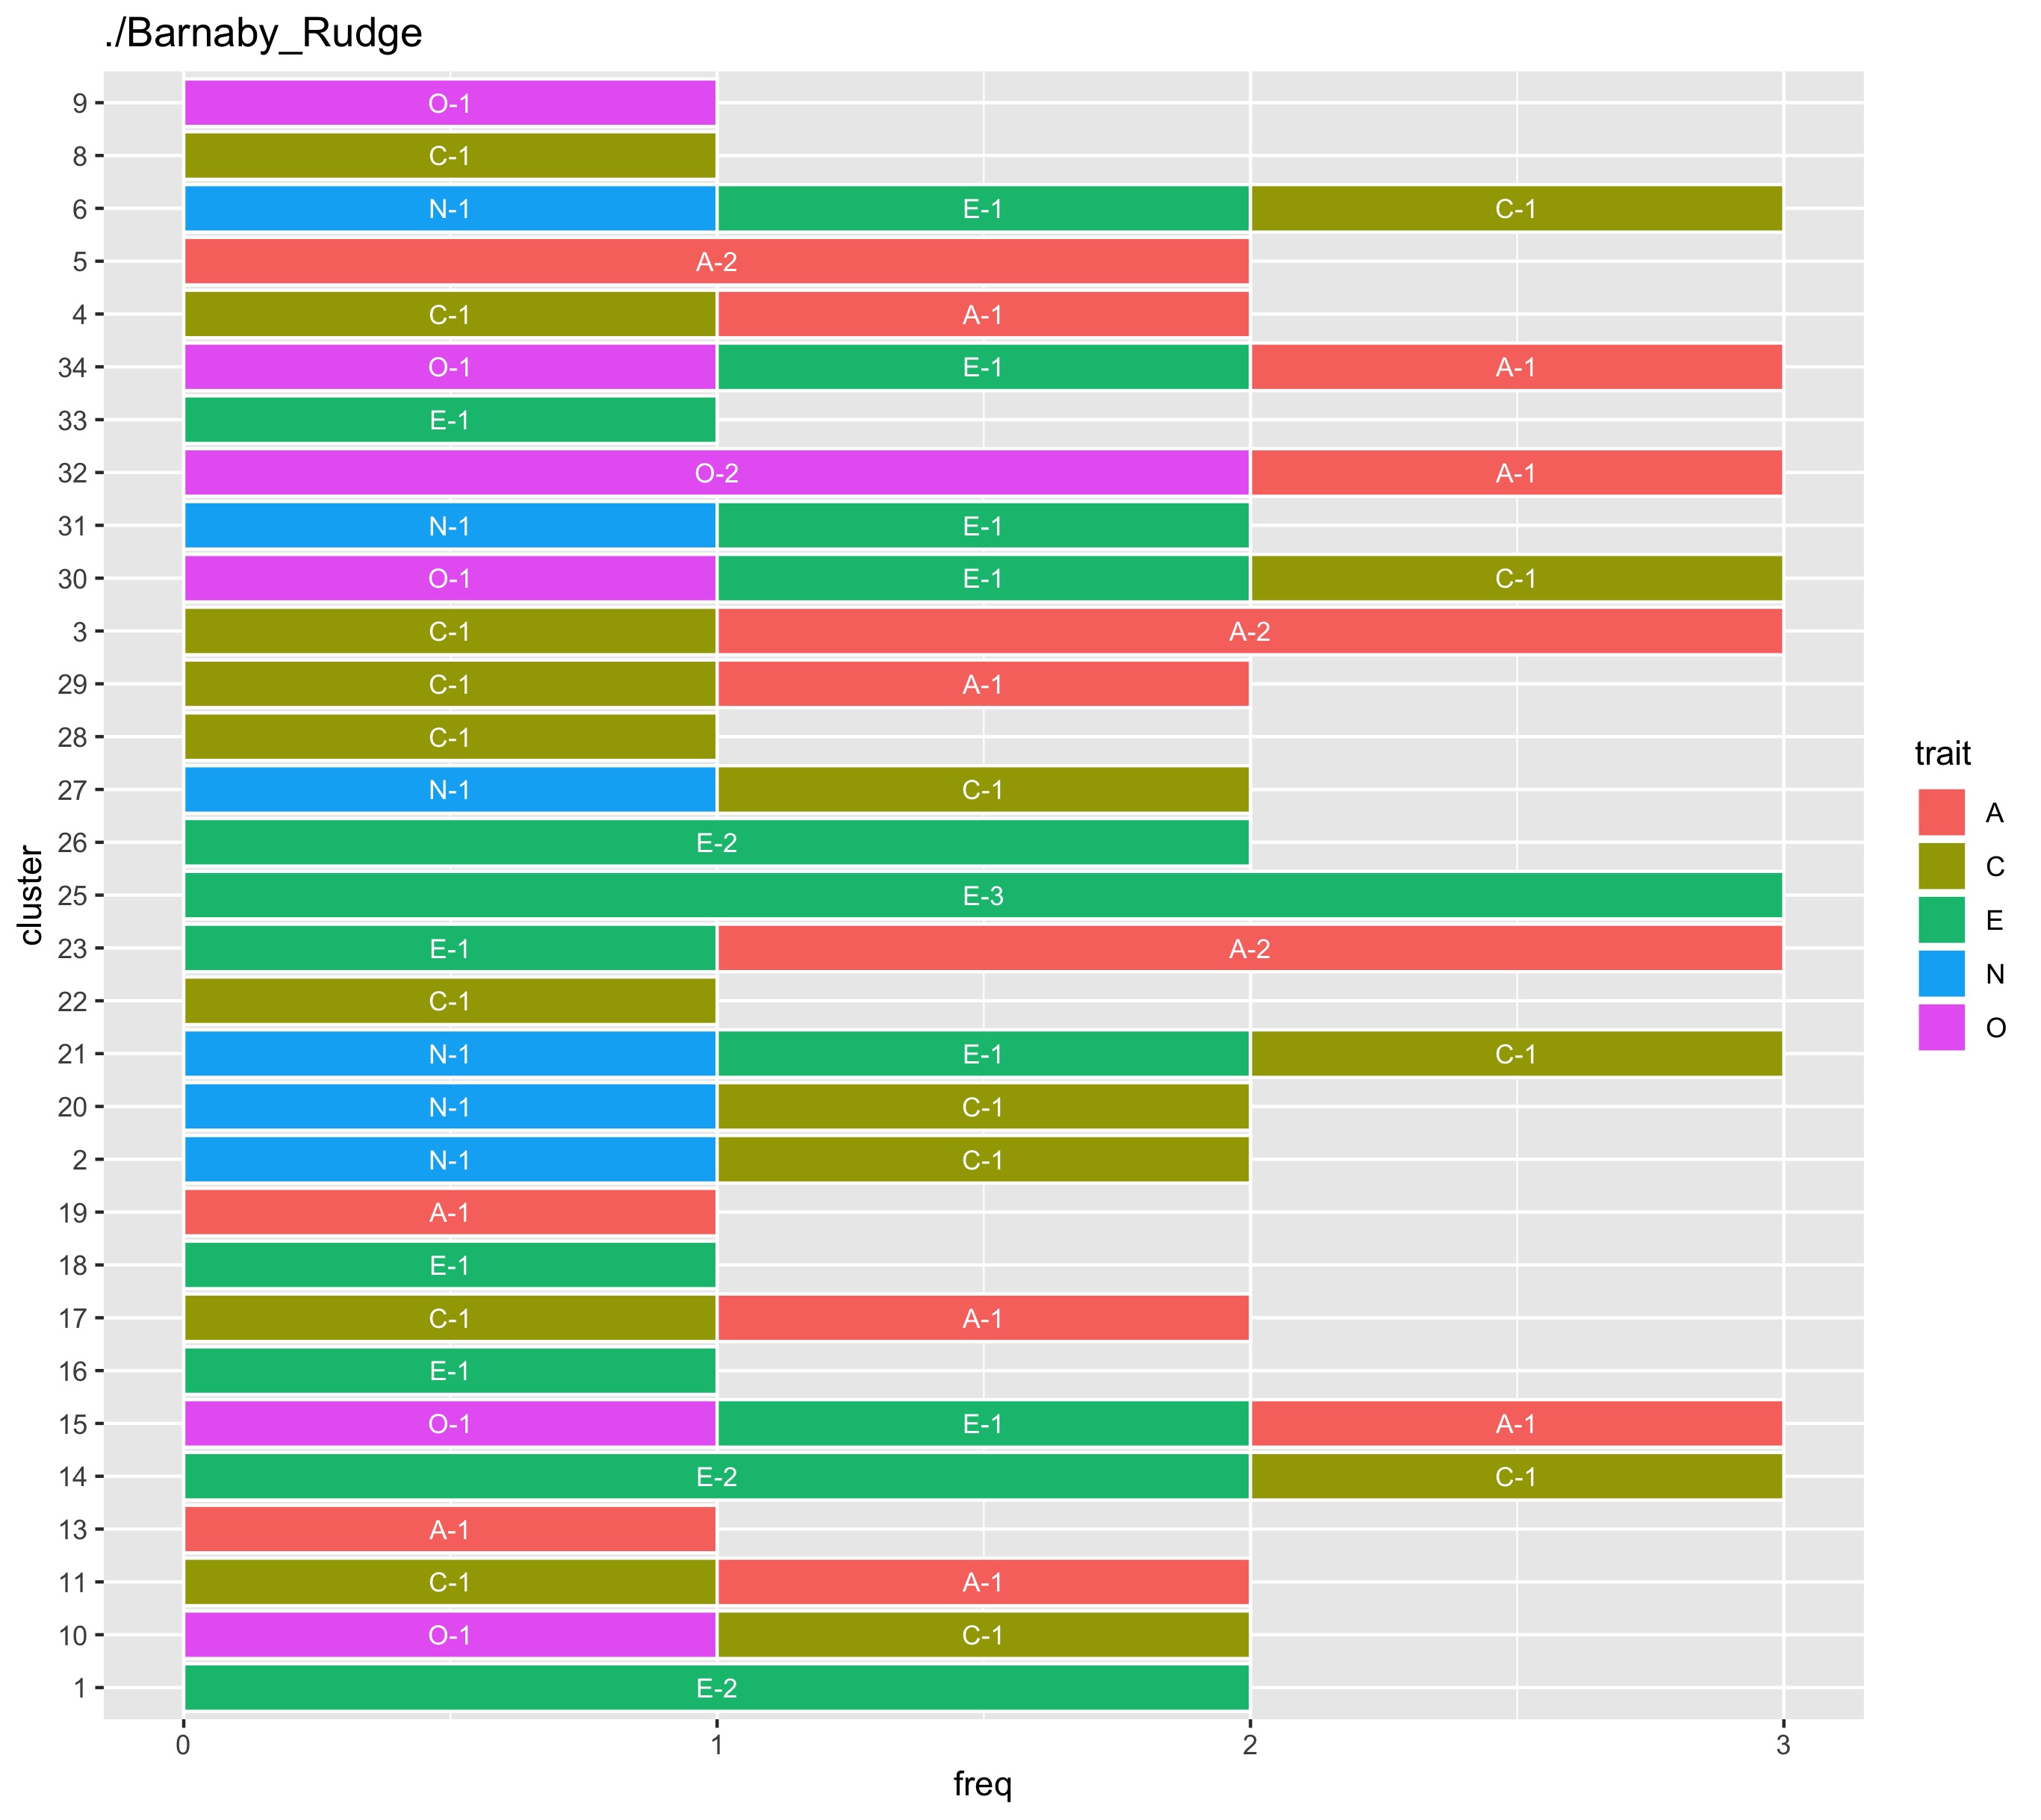 ./Barnaby_Rudge
cluster
9 O-1
8 C-1
6 N-1 E-1 C-1
5 A-2
4 C-1 A-1
34 O-1 E-1 A-1
33 E-1
32 O-2 A-1
31 N-1 E-1
30 O-1 E-1 C-1
3 C-1 A-2
29 C-1 A-1
28 C-1
27 N-1 C-1
26 E-2
25 E-3
23 E-1 A-2
22 C-1
21 N-1 E-1 C-1
20 N-1 C-1
2 N-1 C-1
19 A-1
18 E-1
17 C-1 A-1
16 E-1
15 O-1 E-1 A-1
14 E-2 C-1
13 A-1
11 C-1 A-1
10 O-1 C-1
1 E-2
0 1 2 3
freq
trait
A
C
E
N
O